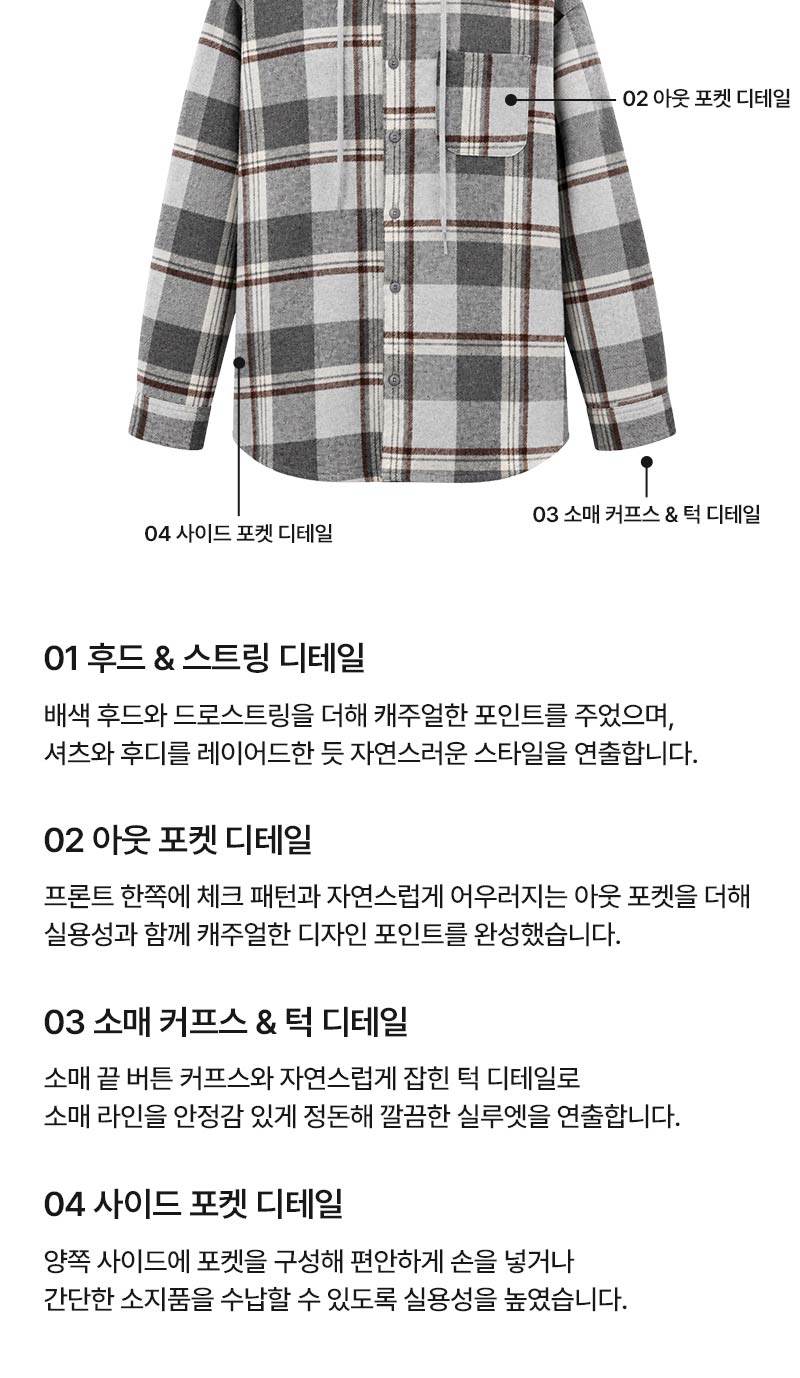 02 아웃 포켓 디테일
03 소매 커프스 & 턱 디테일
04 사이드 포켓 디테일
01 후드 & 스트링 디테일
배색 후드와 드로스트링을 더해 캐주얼한 포인트를 주었으며,
셔츠와 후디를 레이어드한 듯 자연스러운 스타일을 연출합니다.
02 아웃 포켓 디테일
프론트 한쪽에 체크 패턴과 자연스럽게 어우러지는 아웃 포켓을 더해
실용성과 함께 캐주얼한 디자인 포인트를 완성했습니다.
03 소매 커프스 & 턱 디테일
소매 끝 버튼 커프스와 자연스럽게 잡힌 턱 디테일로
소매 라인을 안정감 있게 정돈해 깔끔한 실루엣을 연출합니다.
04 사이드 포켓 디테일
양쪽 사이드에 포켓을 구성해 편안하게 손을 넣거나
간단한 소지품을 수납할 수 있도록 실용성을 높였습니다.